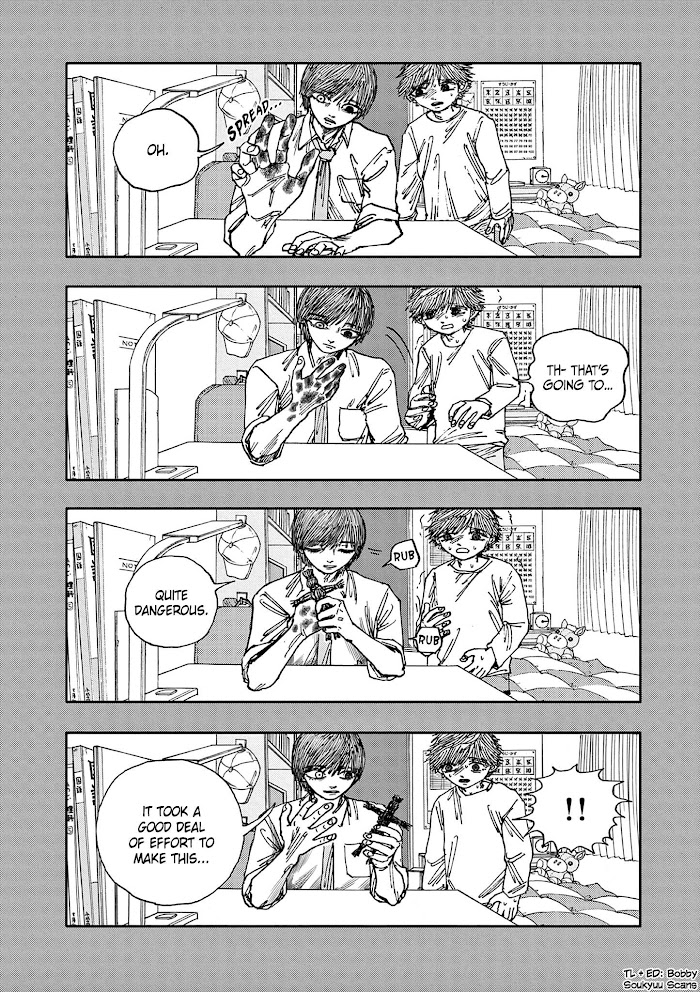 OH.
SPREAD...
TH- THAT'S
GOING TO...
QUITE
DANGEROUS.
RUB
RUB
IT TOOK A
GOOD DEAL
OF EFFORT TO
MAKE THIS...
!!
TL + ED: Bobby
Soukyuu Scans